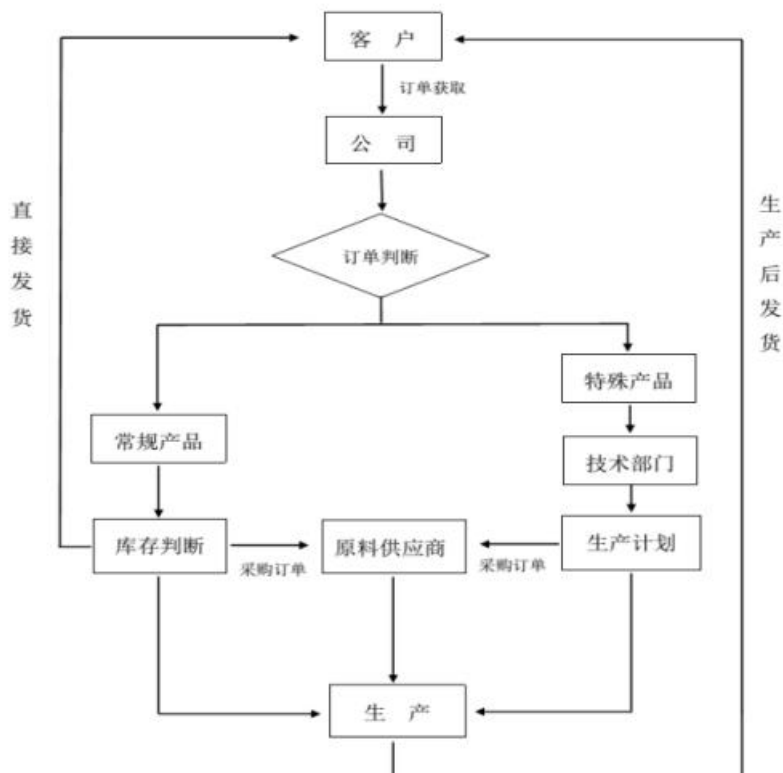 客 户
订单获取
公 司
直接发货
生产后发货
订单判断
特殊产品
常规产品
技术部门
库存判断
采购订单
原料供应商
采购订单
生产计划
生 产